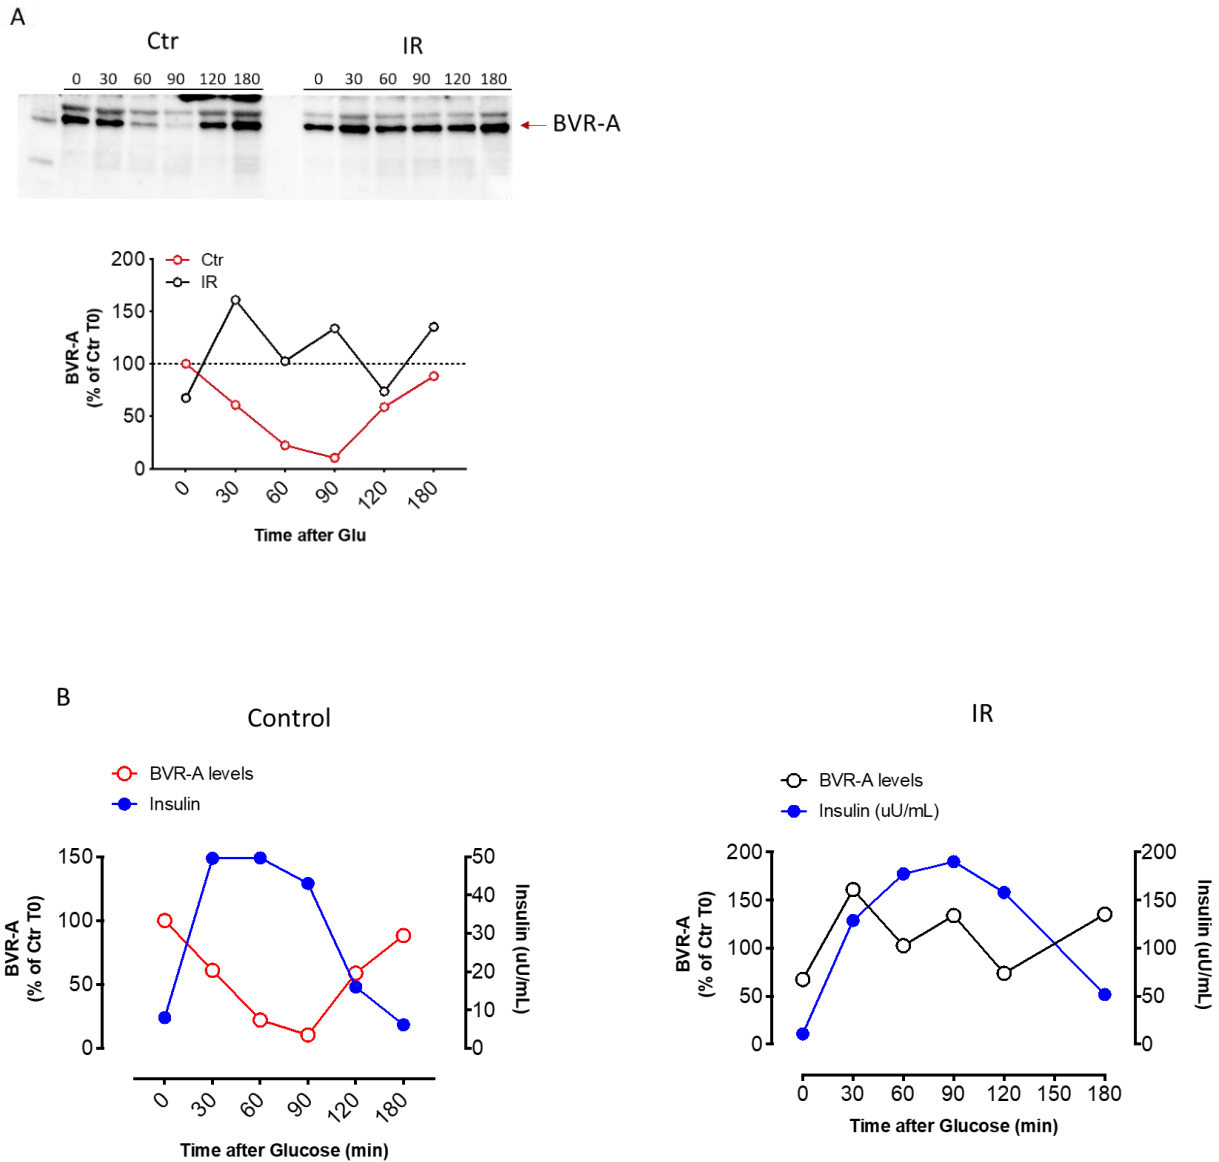 A
Ctr
IR
0 30 60 90 120 180
0 30 60 90 120 180
BVR-A
Ctr
IR
BVR-A
(% of Ctr T0)
200
150
100
50
0
0 30 60 90 120 180
Time after Glu
B
Control
BVR-A levels
Insulin
BVR-A
(% of Ctr T0)
150
100
50
0
50
40
30
20
10
0
Insulin (uU/mL)
0 30 60 90 120 180
Time after Glucose (min)
IR
BVR-A levels
Insulin (uU/mL)
BVR-A
(% of Ctr T0)
200
150
100
50
0
200
150
100
50
0
Insulin (uU/mL)
0 30 60 90 120 150 180
Time after Glucose (min)